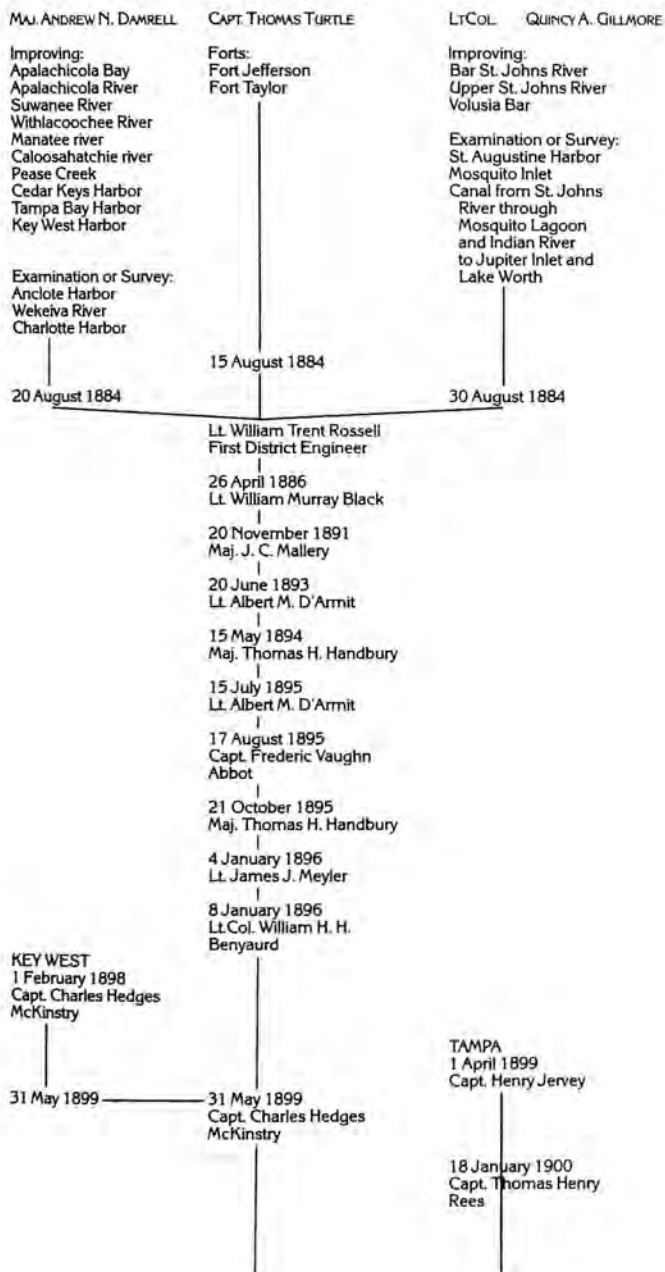 MAJ. ANDREW N. DAMRELL
Improving:
Apalachicola Bay
Apalachicola River
Suwanee River
Withlacoochee River
Manatee river
Caloosahatchie river
Pease Creek
Cedar Keys Harbor
Tampa Bay Harbor
Key West Harbor
Examination or Survey:
Anclote Harbor
Wekeiva River
Charlotte Harbor
20 August 1884
CAPT. THOMAS TURTLE
Forts:
Fort Jefferson
Fort Taylor
15 August 1884
LTCOL QUINCY A. GILLMORE
Improving:
Bar St. Johns River
Upper St. Johns River
Volusia Bar
Examination or Survey:
St. Augustine Harbor
Mosquito Inlet
Canal from St. Johns
River through
Mosquito Lagoon
and Indian River
to Jupiter Inlet and
Lake Worth
30 August 1884
Lt. William Trent Rossell
First District Engineer
26 April 1886
Lt. William Murray Black
20 November 1891
Maj. J. C. Mallery
20 June 1893
Lt. Albert M. D'Armit
15 May 1894
Maj. Thomas H. Handbury
15 July 1895
Lt. Albert M. D'Armit
17 August 1895
Capt. Frederic Vaughn
Abbot
21 October 1895
Maj. Thomas H. Handbury
4 January 1896
Lt. James J. Meyler
8 January 1896
Lt.Col. William H. H.
Benyaurd
KEY WEST
1 February 1898
Capt. Charles Hedges
McKinstry
31 May 1899
31 May 1899
Capt. Charles Hedges
McKinstry
TAMPA
1 April 1899
Capt. Henry Jervey
18 January 1900
Capt. Thomas Henry
Rees